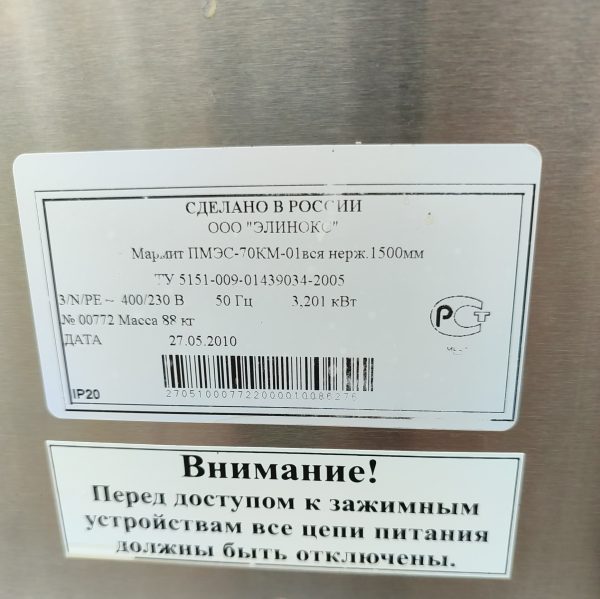 СДЕЛАНО В РОССИИ
ООО "ЭЛИНОКС"
Мармит ПМЭС-70КМ-01вся нерж.1500мм
ТУ 5151-009-01439034-2005
3/N/PE ~ 400/230 В 50 Гц 3,201 кВт
№ 00772 Масса 88 кг
РСТ
ДАТА 27.05.2010
IP20
270510007722000010086276
Внимание!
Перед доступом к зажимным
устройствам все цепи питания
должны быть отключены.